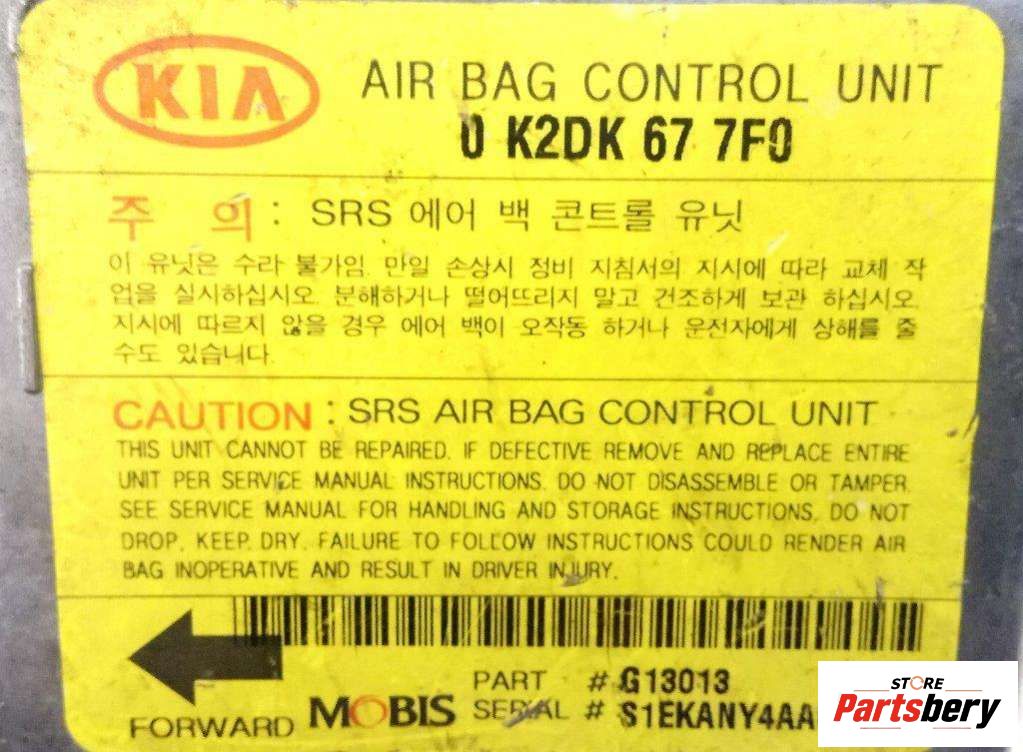 KIA AIR BAG CONTROL UNIT
0 K2DK 67 7F0
주 의 : SRS 에어 백 콘트롤 유닛
이 유닛은 수라 불가임. 만일 손상시 정비 지침서의 지시에 따라 교체 작
업을 실시하십시오. 분해하거나 떨어뜨리지 말고 건조하게 보관 하십시오.
지시에 따르지 않을 경우 에어 백이 오작동 하거나 운전자에게 상해를 줄
수도 있습니다.
CAUTION : SRS AIR BAG CONTROL UNIT
THIS UNIT CANNOT BE REPAIRED. IF DEFECTIVE REMOVE AND REPLACE ENTIRE
UNIT PER SERVICE MANUAL INSTRUCTIONS. DO NOT DISASSEMBLE OR TAMPER.
SEE SERVICE MANUAL FOR HANDLING AND STORAGE INSTRUCTIONS. DO NOT
DROP. KEEP DRY. FAILURE TO FOLLOW INSTRUCTIONS COULD RENDER AIR
BAG INOPERATIVE AND RESULT IN DRIVER INJURY.
PART # G13013
FORWARD MOBIS SERIAL # S1EKANY4AA
STORE
Partsbery